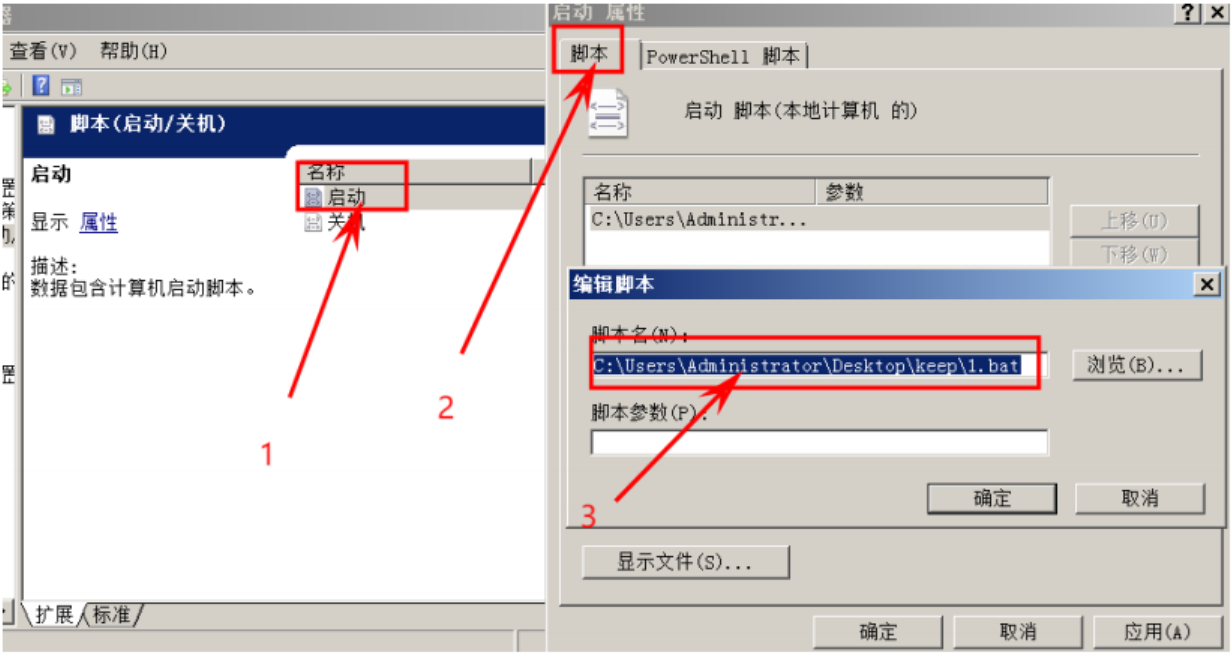 器
查看(V) 帮助(H)
脚本(启动/关机)
启动
显示 属性
描述:
数据包含计算机启动脚本。
名称
启动
关机
扩展 标准
置
策
的
置
1
启动 属性
脚本
PowerShell 脚本
启动 脚本(本地计算机 的)
名称 参数
C:\Users\Administr...
上移(U)
下移(W)
编辑脚本
脚本名(N):
C:\Users\Administrator\Desktop\keep\1.bat
浏览(B)...
脚本参数(P):
确定 取消
2
3
显示文件(S)...
确定 取消 应用(A)